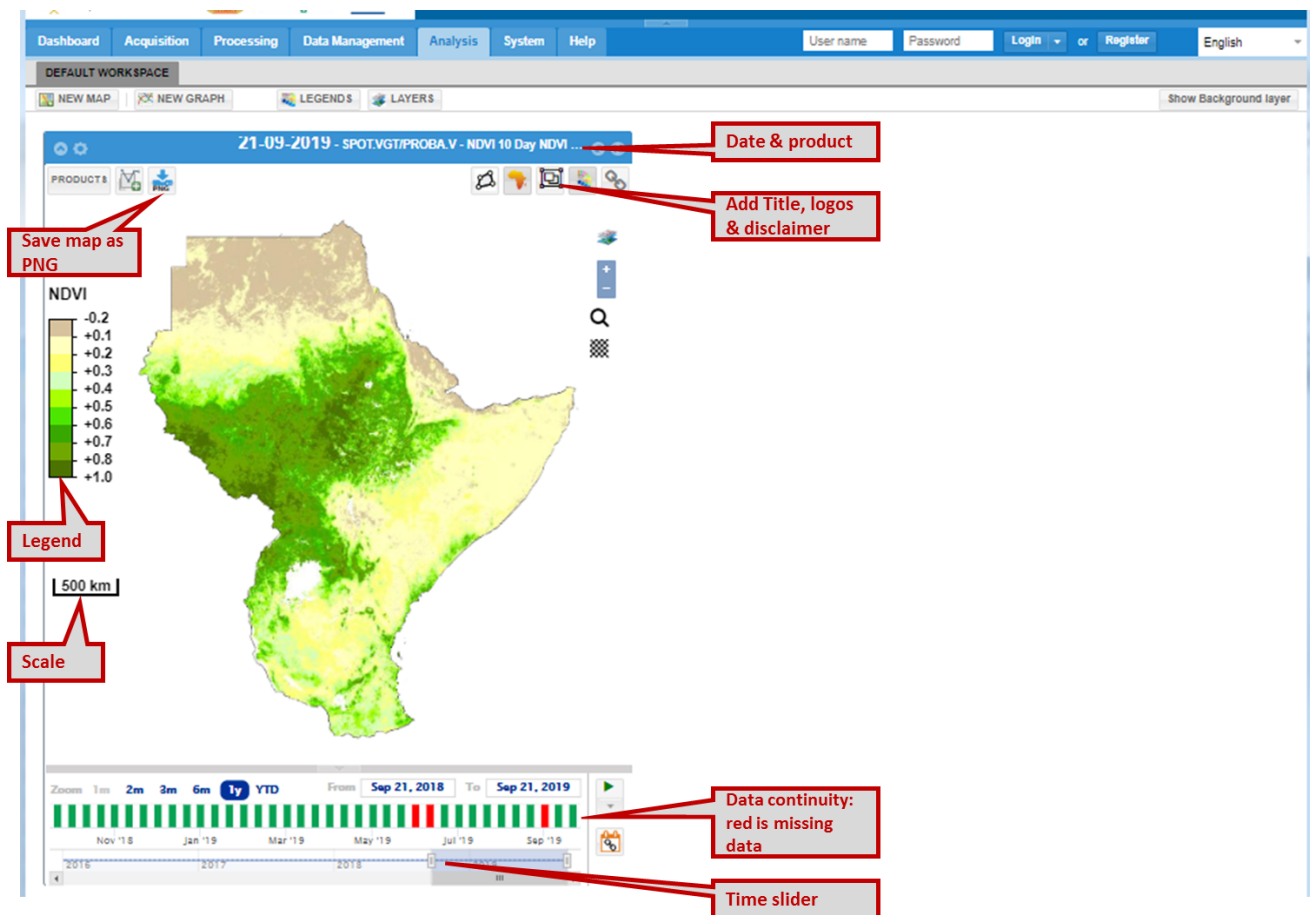 Dashboard Acquisition Processing Data Management Analysis System Help User name Password Login or Register English
DEFAULT WORKSPACE
NEW MAP NEW GRAPH LEGENDS LAYERS Show Background layer
21-09-2019 - SPOT.VGT/PROBA.V - NDVI 10 Day NDVI ...
Date & product
PRODUCTS PNG
Add Title, logos
& disclaimer
Save map as
PNG
NDVI
-0.2
+0.1
+0.2
+0.3
+0.4
+0.5
+0.6
+0.7
+0.8
+1.0
Legend
500 km
Scale
Zoom 1m 2m 3m 6m 1y YTD From Sep 21, 2018 To Sep 21, 2019
Data continuity:
red is missing
data
Nov '18 Jan '19 Mar '19 May '19 Jul '19 Sep '19
2016 2017 2018 2019
Time slider